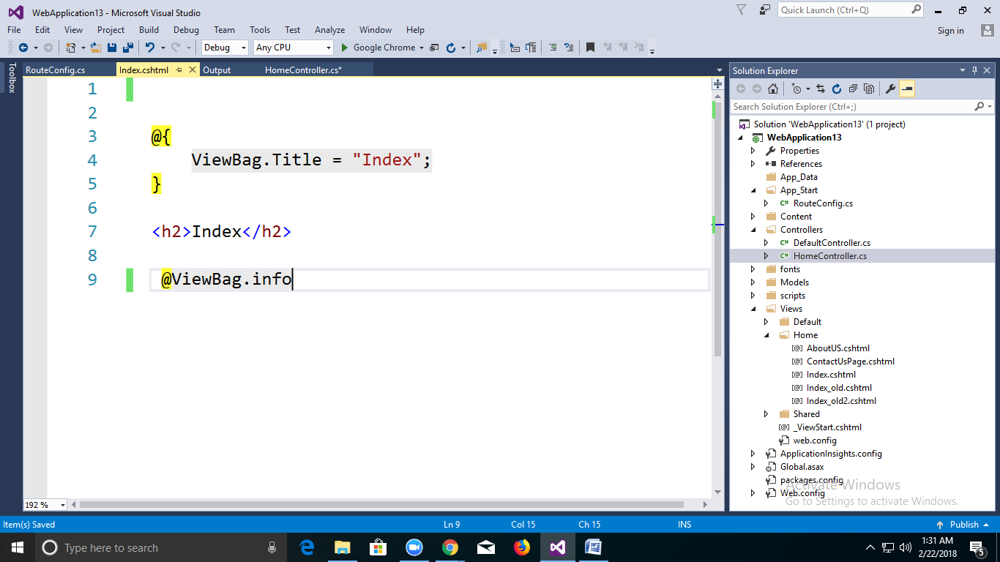 WebApplication13 - Microsoft Visual Studio
Quick Launch (Ctrl+Q)
File Edit View Project Build Debug Team Tools Test Analyze Window Help
Sign in
Debug Any CPU Google Chrome
Toolbox
RouteConfig.cs Index.cshtml Output HomeController.cs*
1
2
3 @{
4 ViewBag.Title = "Index";
5 }
6
7 <h2>Index</h2>
8
9 @ViewBag.info
192 %
Solution Explorer
Search Solution Explorer (Ctrl+;)
Solution 'WebApplication13' (1 project)
WebApplication13
Properties
References
App_Data
App_Start
C# RouteConfig.cs
Content
Controllers
C# DefaultController.cs
C# HomeController.cs
fonts
Models
scripts
Views
Default
Home
[@] AboutUS.cshtml
[@] ContactUsPage.cshtml
[@] Index.cshtml
[@] Index_old.cshtml
[@] Index_old2.cshtml
Shared
[@] _ViewStart.cshtml
web.config
ApplicationInsights.config
Global.asax
packages.config
Web.config
Activate Windows
Go to Settings to activate Windows.
Item(s) Saved Ln 9 Col 15 Ch 15 INS Publish
Type here to search
1:31 AM
2/22/2018
5